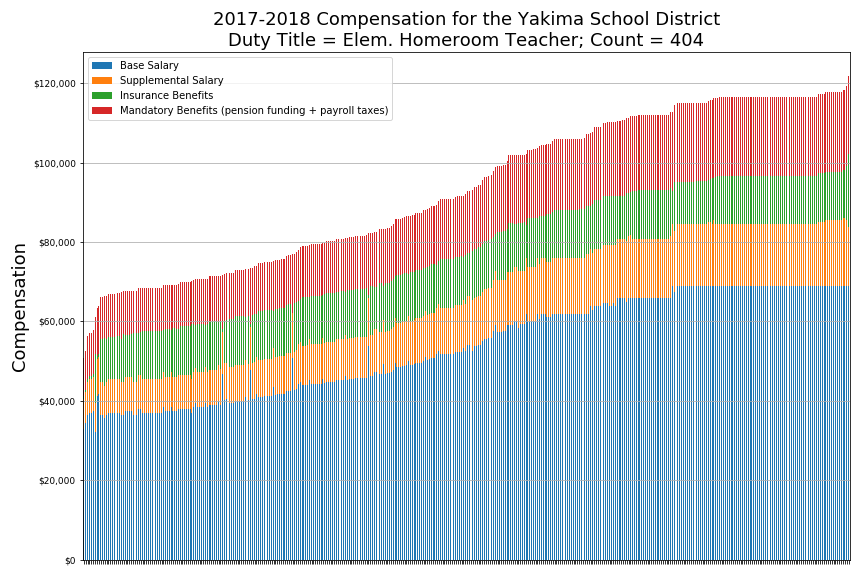 2017-2018 Compensation for the Yakima School District
Duty Title = Elem. Homeroom Teacher; Count = 404
Base Salary
Supplemental Salary
Insurance Benefits
Mandatory Benefits (pension funding + payroll taxes)
$120,000
$100,000
$80,000
$60,000
$40,000
$20,000
$0
Compensation